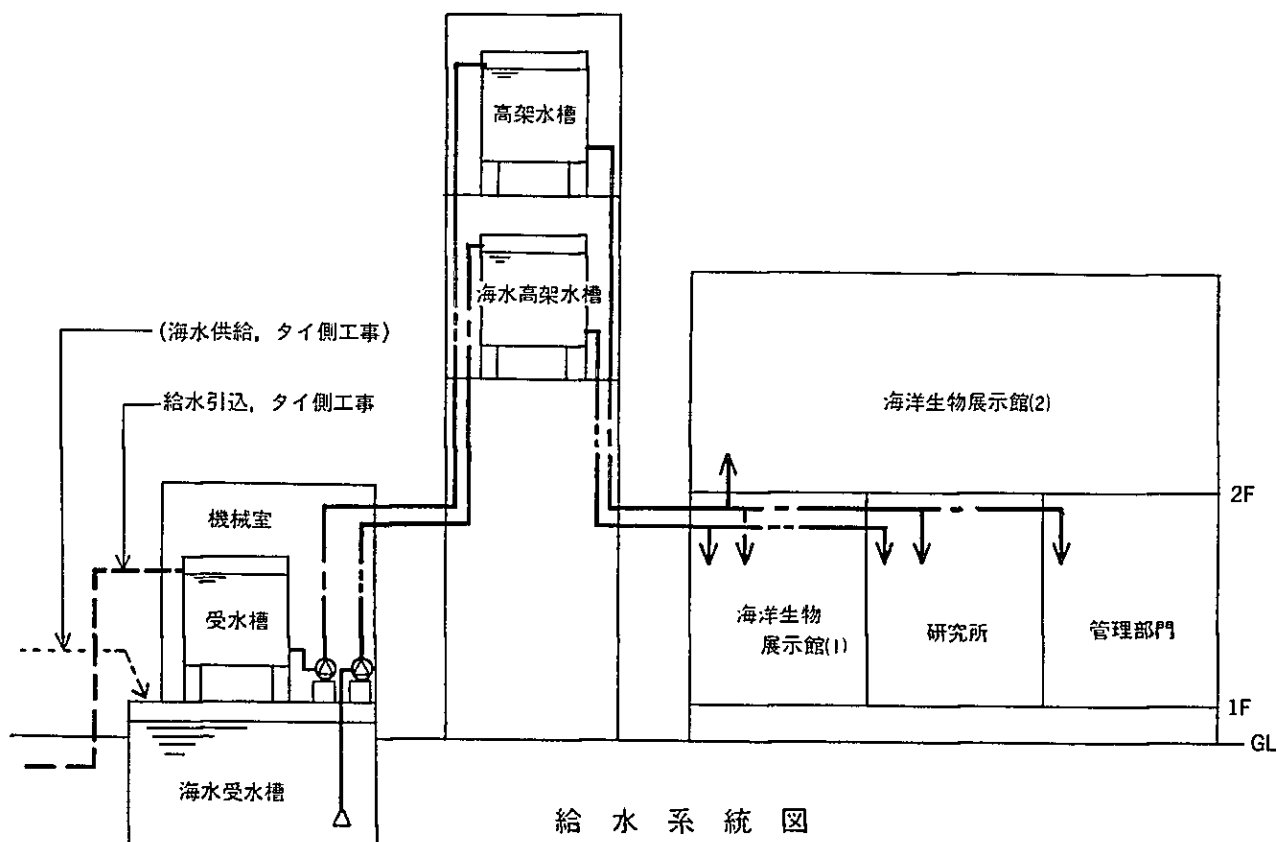 高架水槽
海水高架水槽
(海水供給，タイ側工事)
給水引込，タイ側工事
海洋生物展示館(2)
機械室
2F
受水槽
海洋生物
展示館(1)
研究所
管理部門
1F
GL
海水受水槽
給水系統図